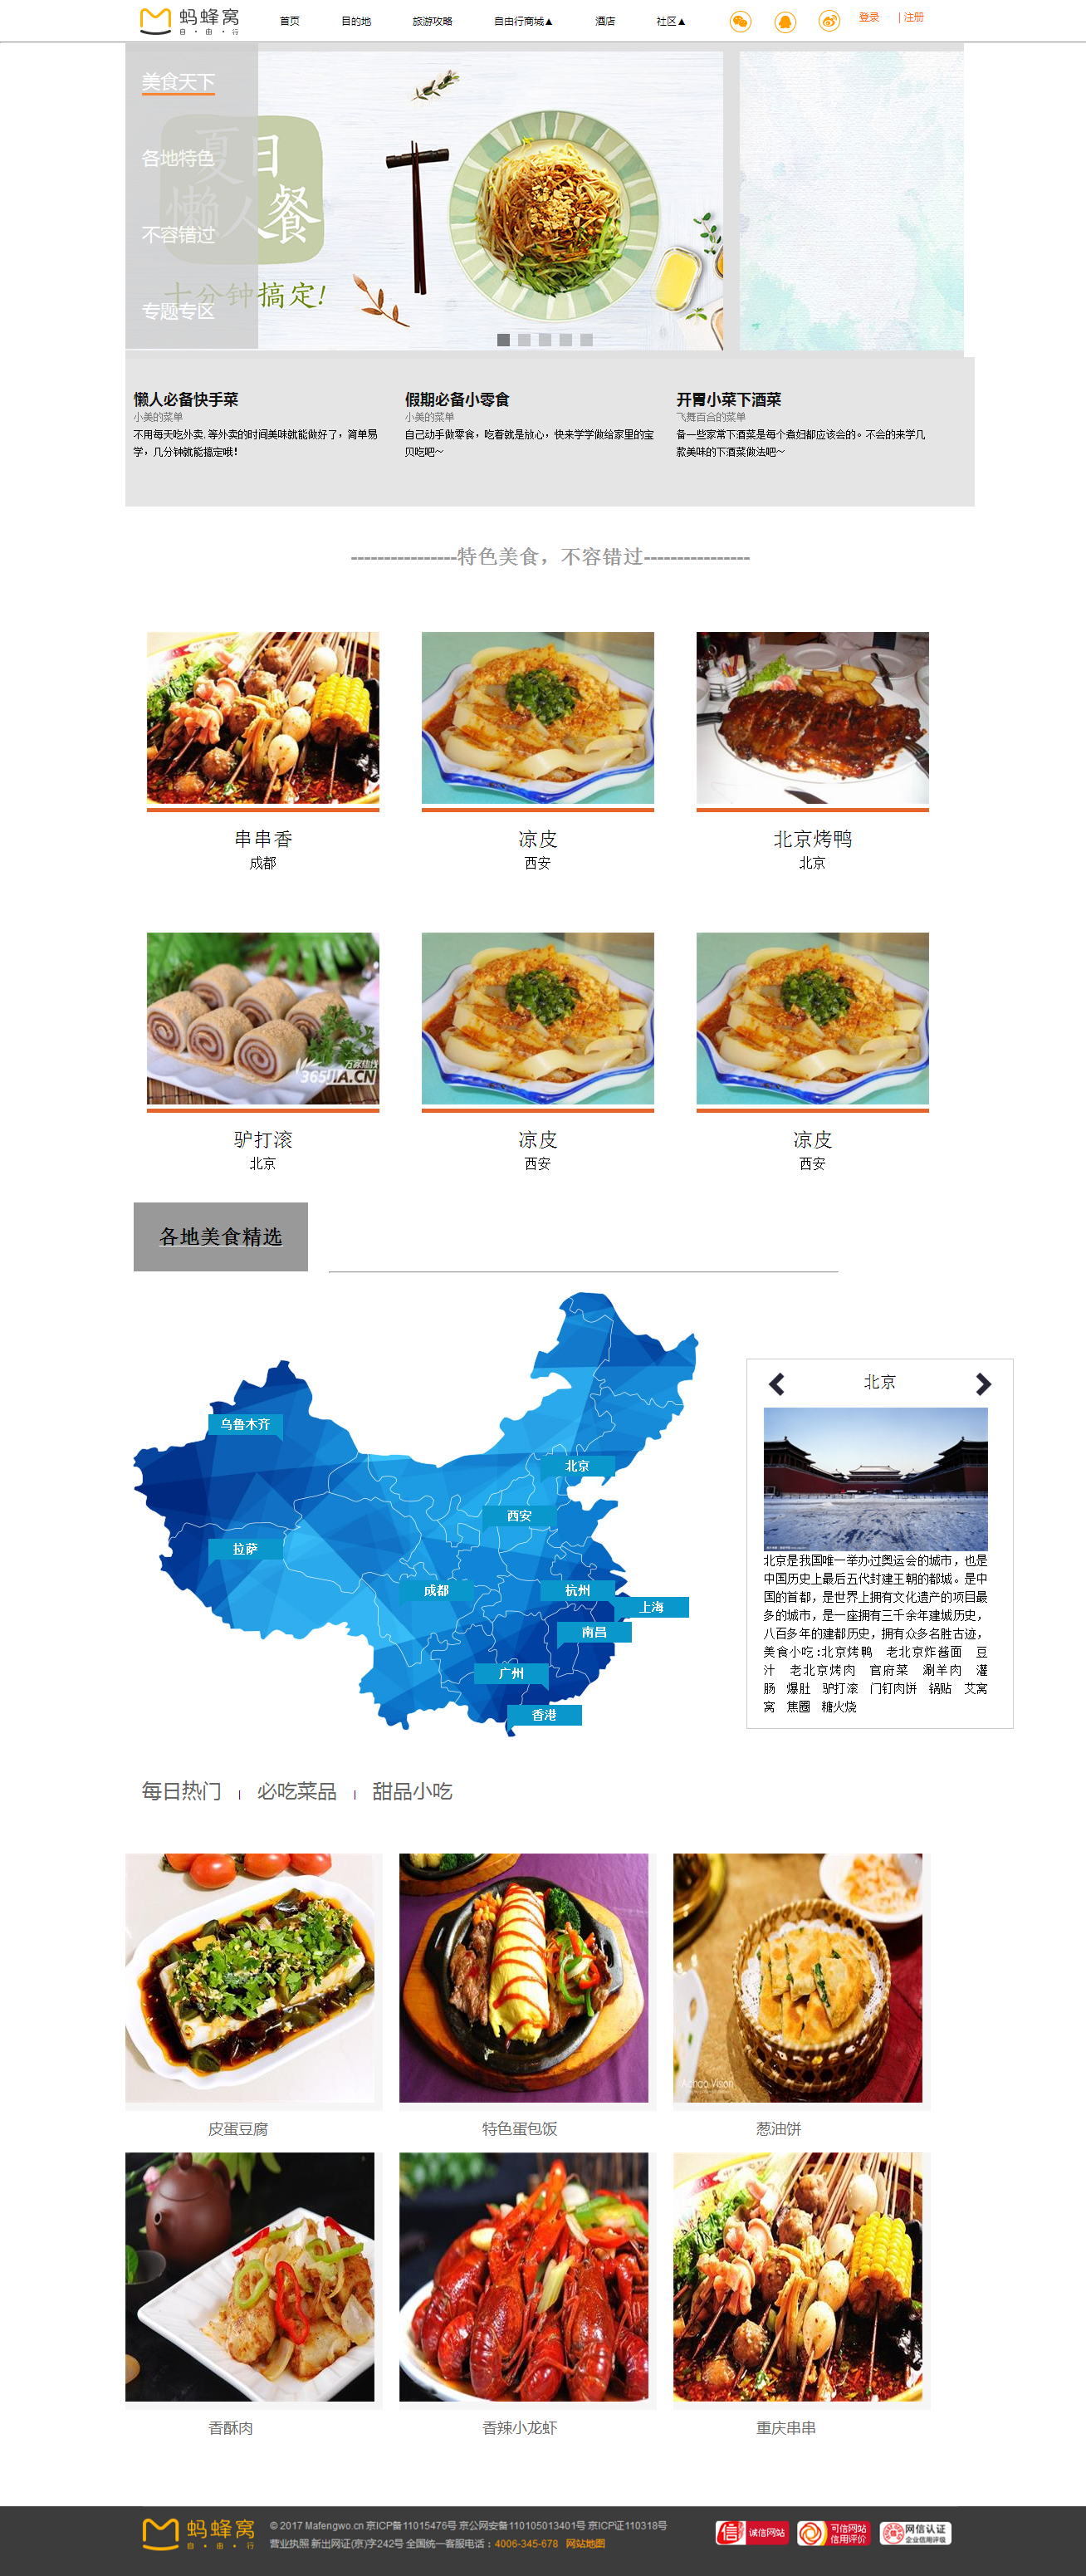 蚂蜂窝
自·由·行
首页
目的地
旅游攻略
自由行商城▲
酒店
社区▲
登录
| 注册
美食天下
各地特色
不容错过
专题专区
夏日
懒人餐
十分钟搞定!
懒人必备快手菜
小美的菜单
不用每天吃外卖,等外卖的时间美味就能做好了，简单易
学，几分钟就能搞定哦！
假期必备小零食
小美的菜单
自己动手做零食，吃着就是放心，快来学学做给家里的宝
贝吃吧~
开胃小菜下酒菜
飞舞百合的菜单
备一些家常下酒菜是每个煮妇都应该会的。不会的来学几
款美味的下酒菜做法吧~
----------------特色美食，不容错过----------------
串串香
成都
凉皮
西安
北京烤鸭
北京
万家热线
365JIA.CN
驴打滚
北京
凉皮
西安
凉皮
西安
各地美食精选
乌鲁木齐
北京
西安
拉萨
成都
杭州
上海
南昌
广州
香港
北京
北京是我国唯一举办过奥运会的城市，也是
中国历史上最后五代封建王朝的都城。是中
国的首都，是世界上拥有文化遗产的项目最
多的城市，是一座拥有三千余年建城历史，
八百多年的建都历史，拥有众多名胜古迹，
美食小吃:北京烤鸭 老北京炸酱面 豆
汁 老北京烤肉 官府菜 涮羊肉 灌
肠 爆肚 驴打滚 门钉肉饼 锅贴 艾窝
窝 焦圈 糖火烧
每日热门 | 必吃菜品 | 甜品小吃
Achao Vison
皮蛋豆腐
特色蛋包饭
葱油饼
香酥肉
香辣小龙虾
重庆串串
蚂蜂窝
自·由·行
© 2017 Mafengwo.cn 京ICP备11015476号 京公网安备110105013401号 京ICP证110318号
营业执照 新出网证(京)字242号 全国统一客服电话：4006-345-678 网站地图
信 诚信网站
可信网站
信用评价
网信认证
企业信用评级